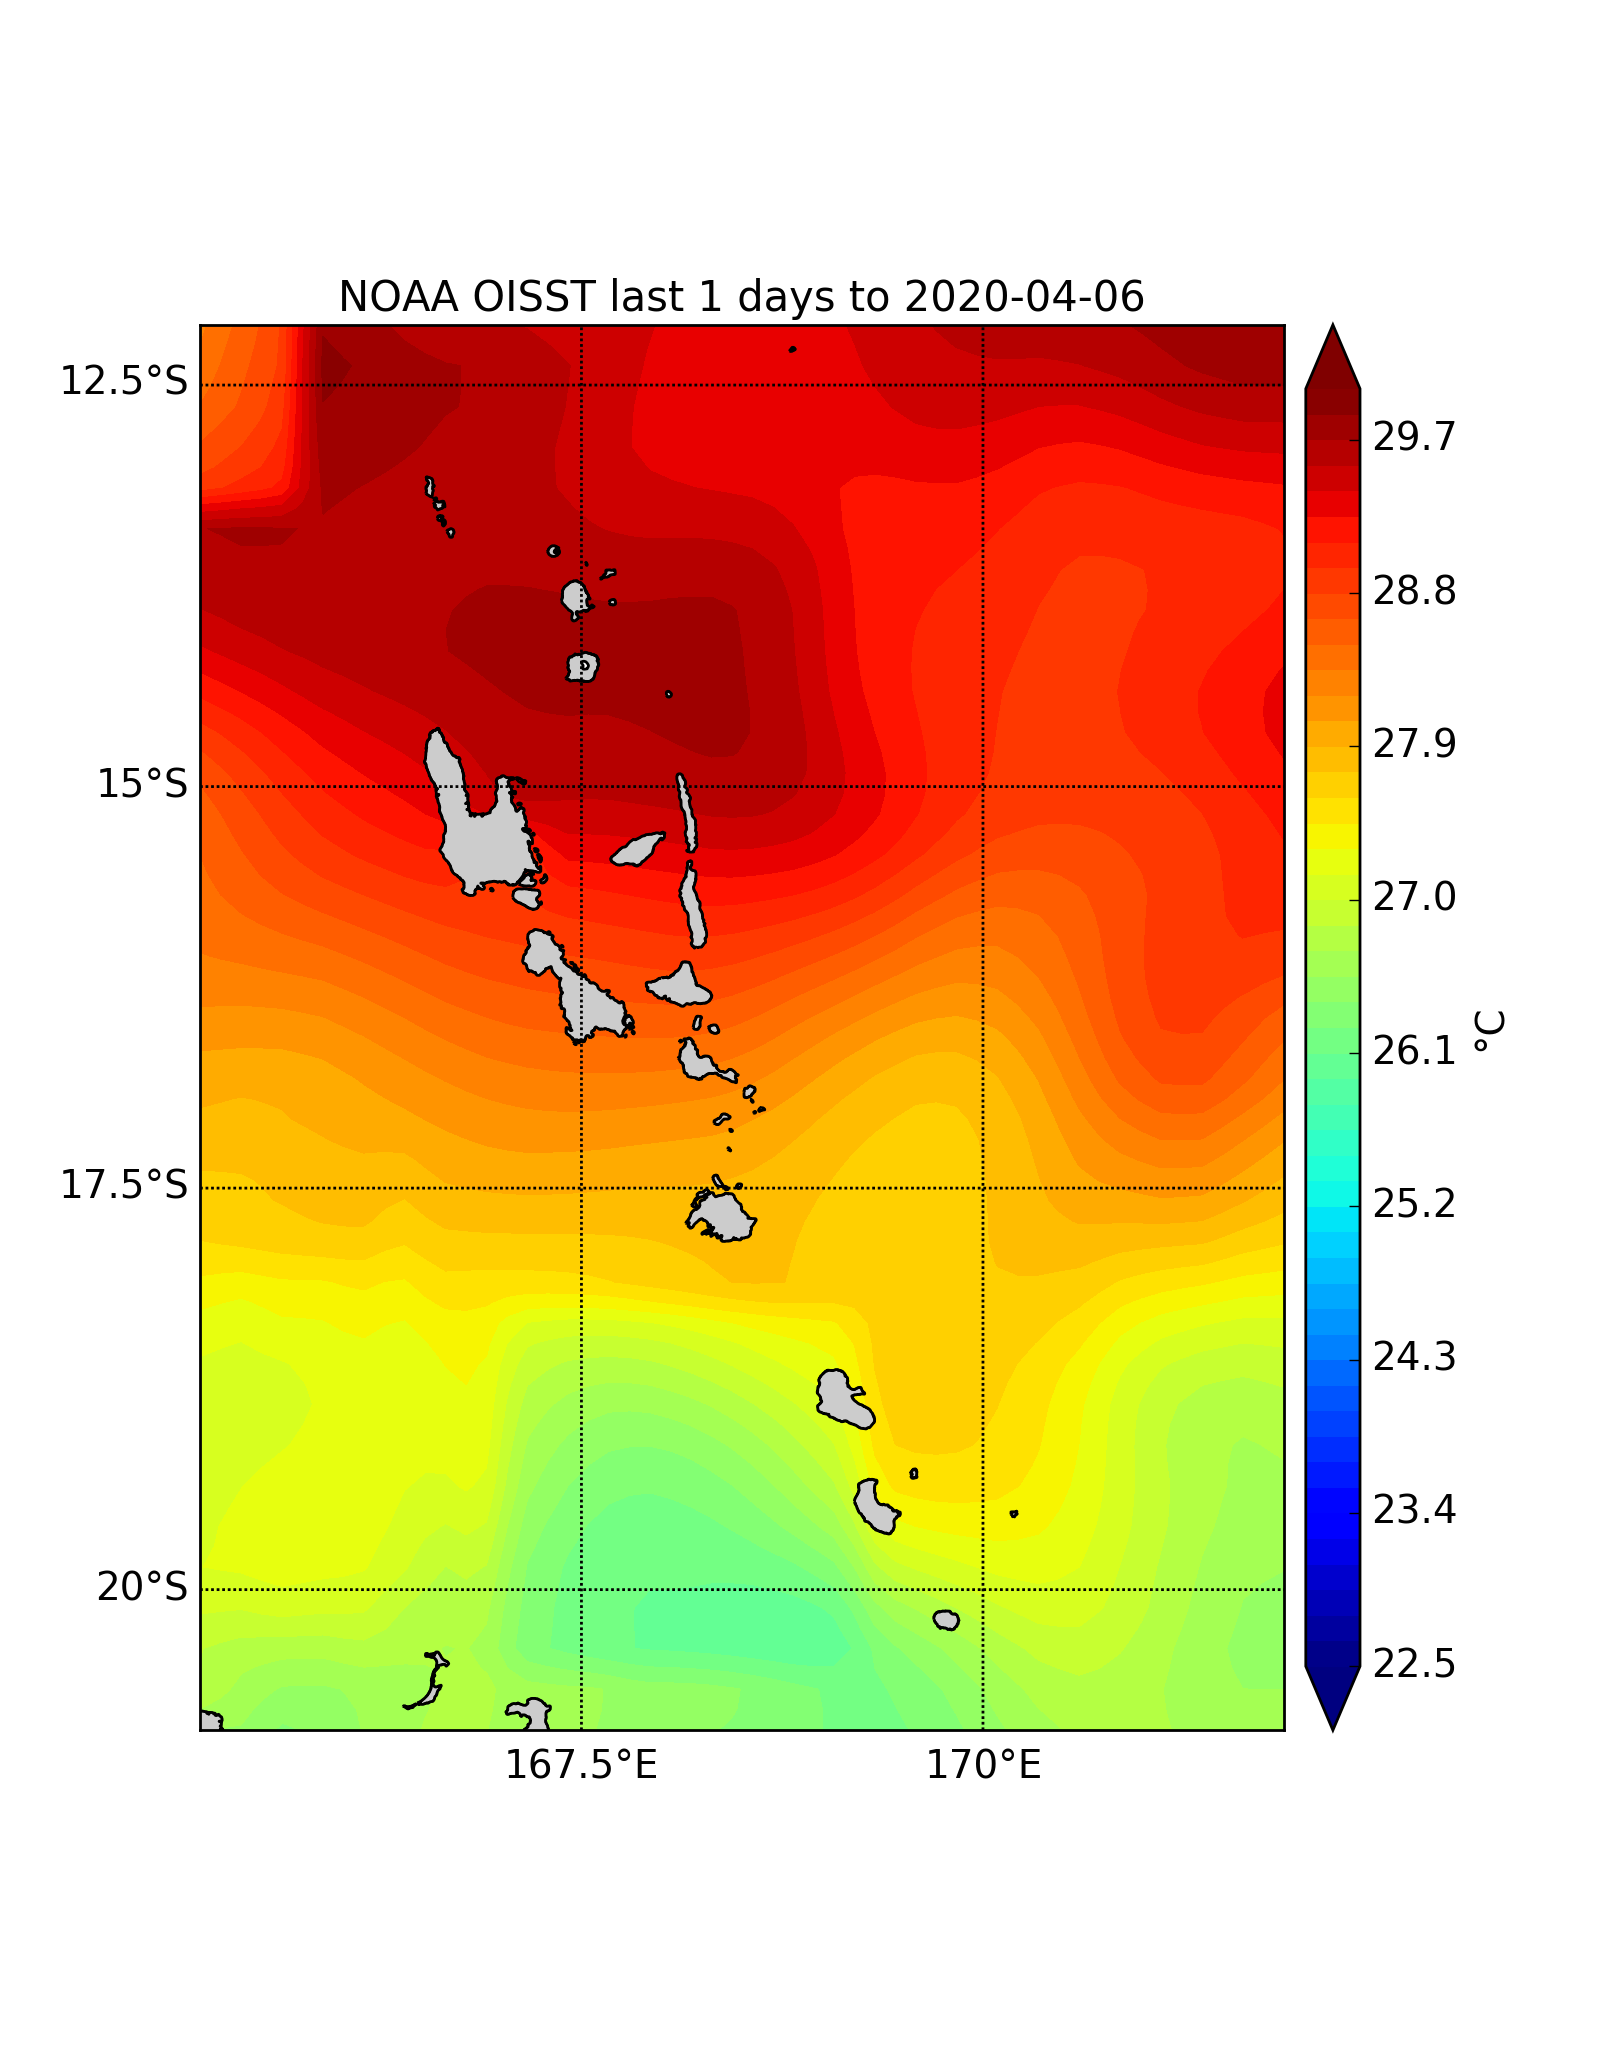 NOAA OISST last 1 days to 2020-04-06
12.5°S
15°S
17.5°S
20°S
167.5°E
170°E
29.7
28.8
27.9
27.0
26.1
25.2
24.3
23.4
22.5
°C